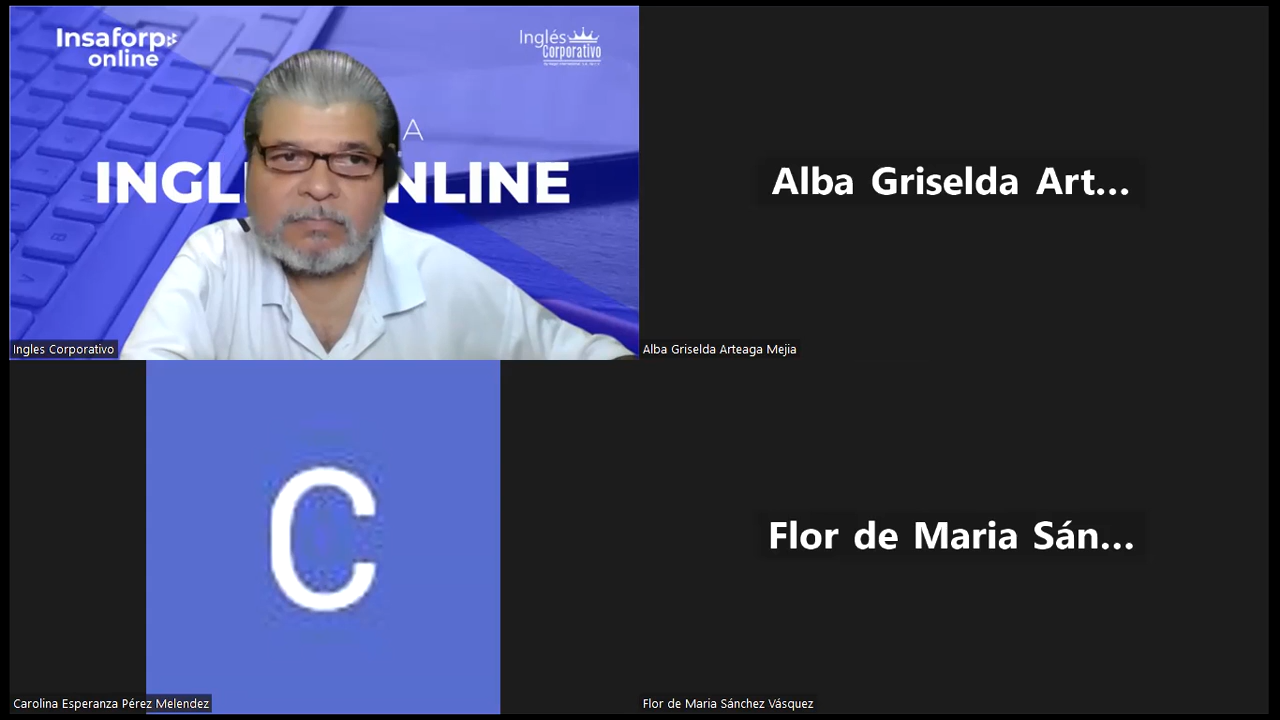 Insaforp
online
Inglés
Corporativo
A
INGL NLINE
Ingles Corporativo
Alba Griselda Art...
Alba Griselda Arteaga Mejia
C
Carolina Esperanza Pérez Melendez
Flor de Maria Sán...
Flor de Maria Sánchez Vásquez